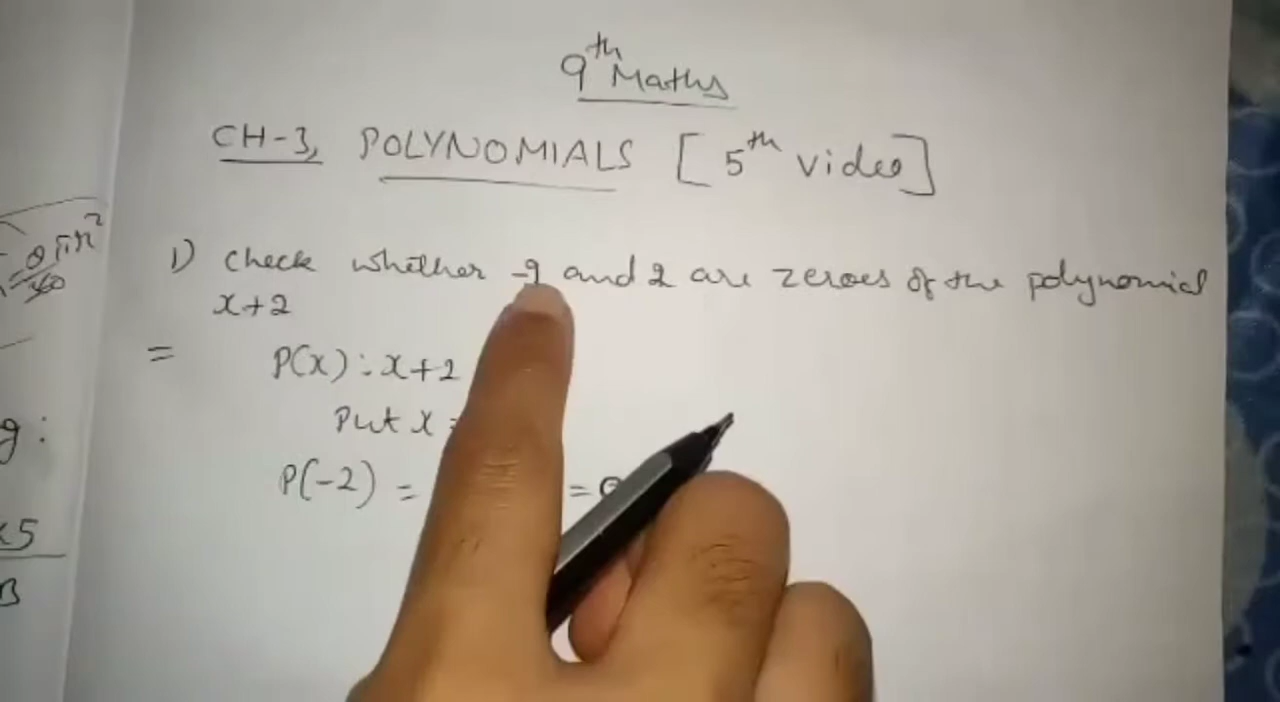 9th Maths
CH-3, POLYNOMIALS [5th video]
1) check whether and 2 are zeroes of the polynomial
x+2
= P(x) : x+2
Put x =
P(-2) = =
g:
x5